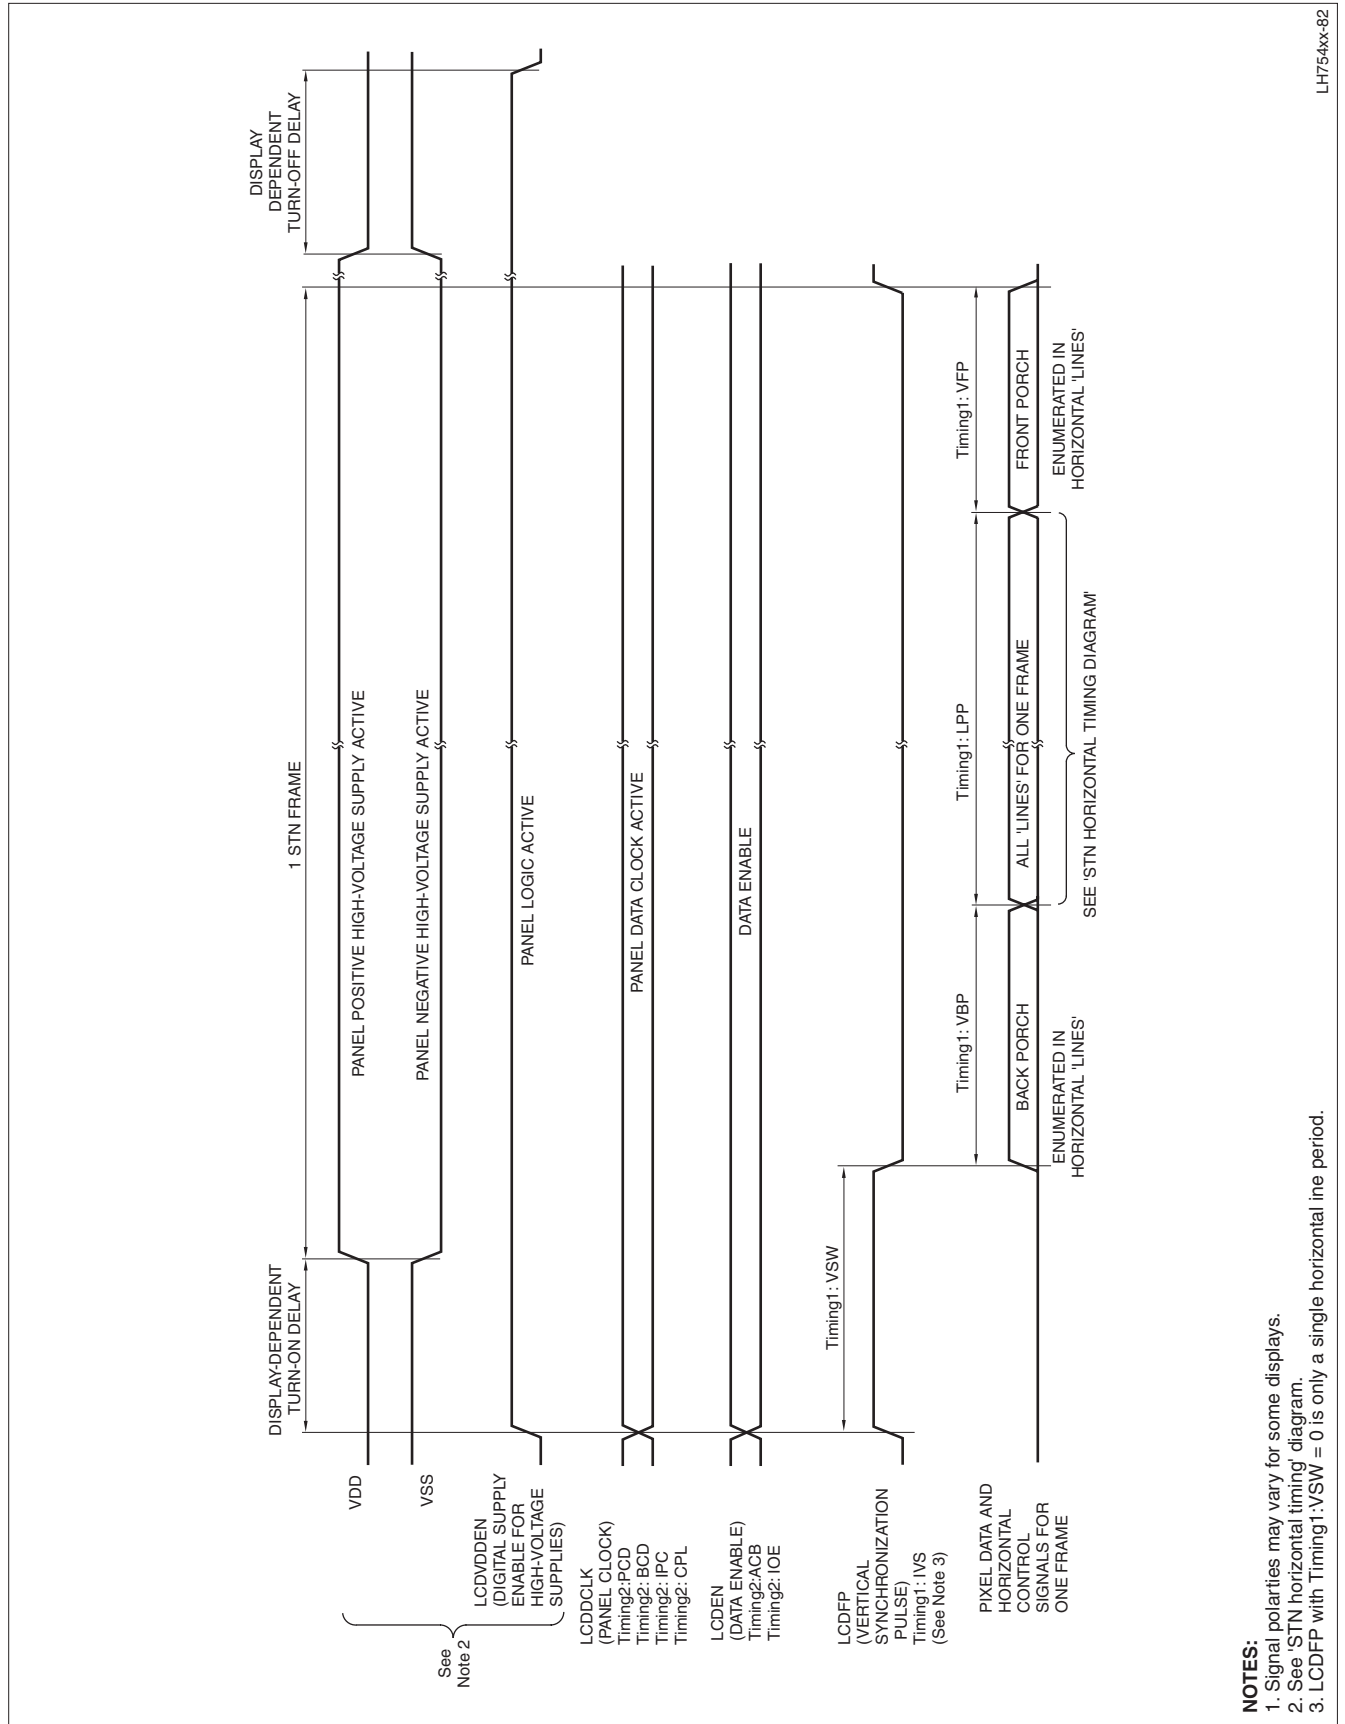 DISPLAY-DEPENDENT
TURN-ON DELAY
1 STN FRAME
DISPLAY
DEPENDENT
TURN-OFF DELAY
VDD
PANEL POSITIVE HIGH-VOLTAGE SUPPLY ACTIVE
VSS
PANEL NEGATIVE HIGH-VOLTAGE SUPPLY ACTIVE
See
Note 2
LCDVDDEN
(DIGITAL SUPPLY
ENABLE FOR
HIGH-VOLTAGE
SUPPLIES)
PANEL LOGIC ACTIVE
LCDDCLK
(PANEL CLOCK)
Timing2:PCD
Timing2: BCD
Timing2: IPC
Timing2: CPL
PANEL DATA CLOCK ACTIVE
LCDEN
(DATA ENABLE)
Timing2:ACB
Timing2: IOE
DATA ENABLE
Timing1: VSW
LCDFP
(VERTICAL
SYNCHRONIZATION
PULSE)
Timing1: IVS
(See Note 3)
Timing1: VBP
Timing1: LPP
Timing1: VFP
PIXEL DATA AND
HORIZONTAL
CONTROL
SIGNALS FOR
ONE FRAME
BACK PORCH
ALL 'LINES' FOR ONE FRAME
FRONT PORCH
ENUMERATED IN
HORIZONTAL 'LINES'
SEE 'STN HORIZONTAL TIMING DIAGRAM'
ENUMERATED IN
HORIZONTAL 'LINES'
NOTES:
1. Signal polarties may vary for some displays.
2. See 'STN horizontal timing' diagram.
3. LCDFP with Timing1:VSW = 0 is only a single horizontal ine period.
LH754xx-82